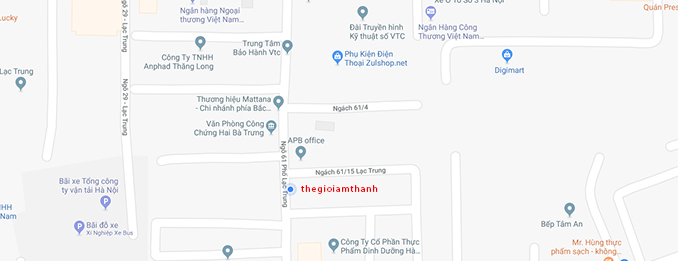 Lucky
Ngân hàng Ngoại
thương Việt Nam...
Đài Truyền hình
Kỹ thuật số VTC
Ngân Hàng Công
Thương Việt Nam...
Quán Pres
Trung Tâm
Bảo Hành Vtc
Công Ty TNHH
Anphad Thăng Long
Phụ Kiện Điện
Thoại Zulshop.net
Digimart
Lạc Trung
Ngõ 29 - Lạc Trung
Ngõ 29 - Lạc Trung
Thương hiệu Mattana
- Chi nhánh phía Bắc...
Ngách 61/4
Văn Phòng Công
Chứng Hai Bà Trưng
APB office
Ngõ 61 Phố Lạc Trung
Ngách 61/15 Lạc Trung
thegioiamthanh
Bãi xe Tổng công
ty vận tải Hà Nội
HH
Nam
Bãi đỗ xe
Xí Nghiệp Xe Bus
Bếp Tâm An
Công Ty Cổ Phần Thực
Phẩm Dinh Dưỡng Hà...
Mr. Hùng thực
phẩm sạch - không...